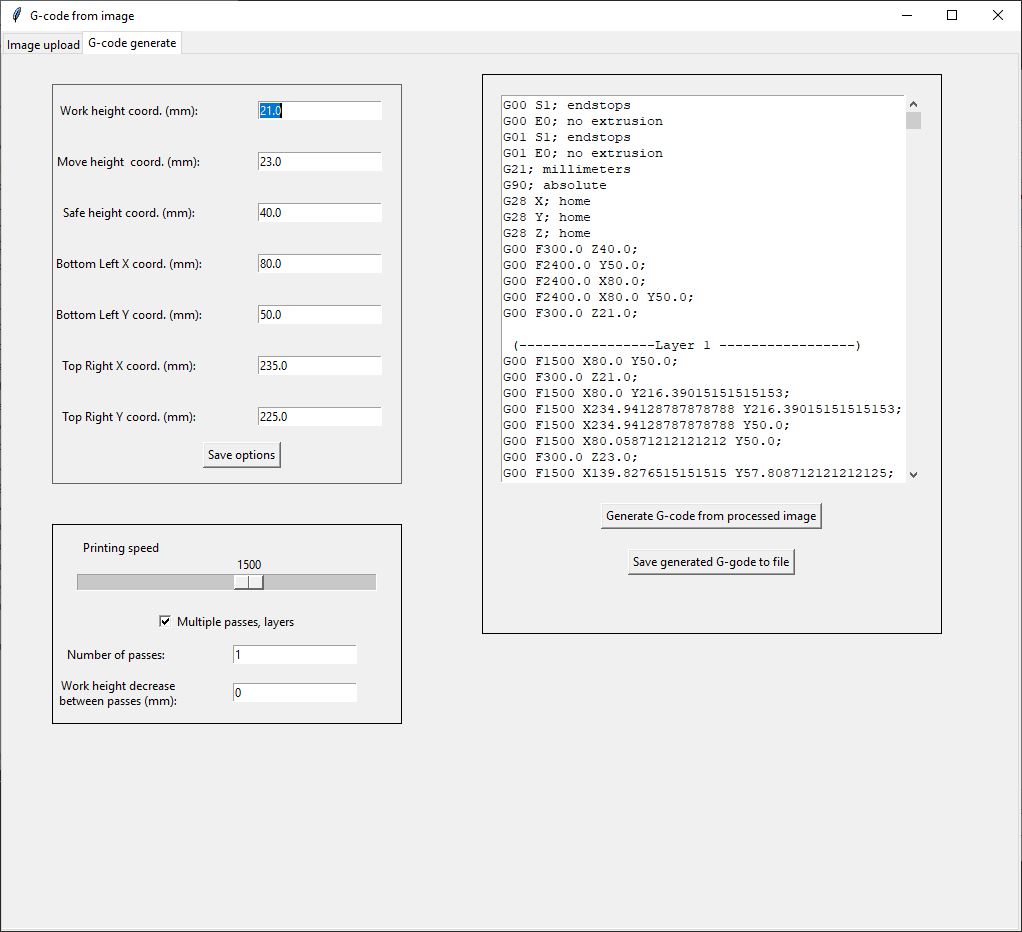 G-code from image
Image upload
G-code generate
Work height coord. (mm):
21.0
Move height  coord. (mm):
23.0
Safe height coord. (mm):
40.0
Bottom Left X coord. (mm):
80.0
Bottom Left Y coord. (mm):
50.0
Top Right X coord. (mm):
235.0
Top Right Y coord. (mm):
225.0
Save options
Printing speed
1500
Multiple passes, layers
Number of passes:
1
Work height decrease
between passes (mm):
0
G00 S1; endstops
G00 E0; no extrusion
G01 S1; endstops
G01 E0; no extrusion
G21; millimeters
G90; absolute
G28 X; home
G28 Y; home
G28 Z; home
G00 F300.0 Z40.0;
G00 F2400.0 Y50.0;
G00 F2400.0 X80.0;
G00 F2400.0 X80.0 Y50.0;
G00 F300.0 Z21.0;
(-----------------Layer 1 -----------------)
G00 F1500 X80.0 Y50.0;
G00 F300.0 Z21.0;
G00 F1500 X80.0 Y216.39015151515153;
G00 F1500 X234.94128787878788 Y216.39015151515153;
G00 F1500 X234.94128787878788 Y50.0;
G00 F1500 X80.05871212121212 Y50.0;
G00 F300.0 Z23.0;
G00 F1500 X139.8276515151515 Y57.808712121212125;
Generate G-code from processed image
Save generated G-gode to file